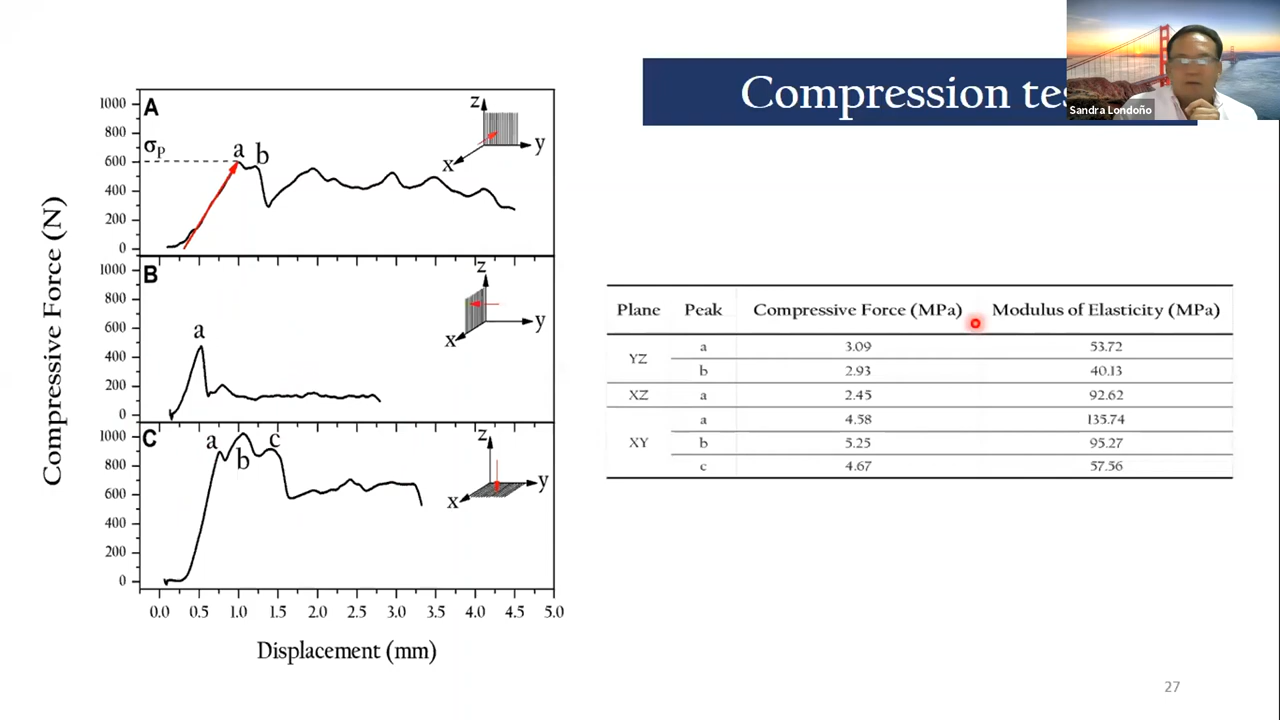 Compression te
Sandra Londoño
Compressive Force (N)
A
1000
800
600
400
200
0
σP
a b
z
y
x
B
1000
800
600
400
200
0
a
z
y
x
C
1000
800
600
400
200
0
a
b
c
z
y
x
0.0 0.5 1.0 1.5 2.0 2.5 3.0 3.5 4.0 4.5 5.0
Displacement (mm)
Plane Peak Compressive Force (MPa) Modulus of Elasticity (MPa)
YZ a 3.09 53.72
b 2.93 40.13
XZ a 2.45 92.62
XY a 4.58 135.74
b 5.25 95.27
c 4.67 57.56
27